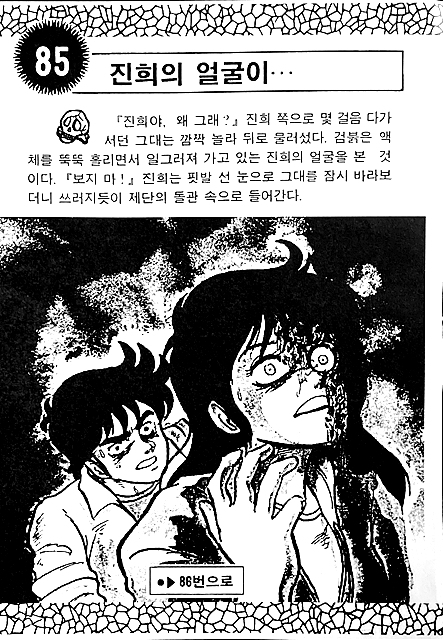 85
진희의 얼굴이…
『진희야, 왜 그래?』 진희 쪽으로 몇 걸음 다가
서던 그대는 깜짝 놀라 뒤로 물러섰다. 검붉은 액
체를 뚝뚝 흘리면서 일그러져 가고 있는 진희의 얼굴을 본 것
이다. 『보지 마!』 진희는 핏발 선 눈으로 그대를 잠시 바라보
더니 쓰러지듯이 제단의 돌관 속으로 들어간다.
●▶ 86번으로